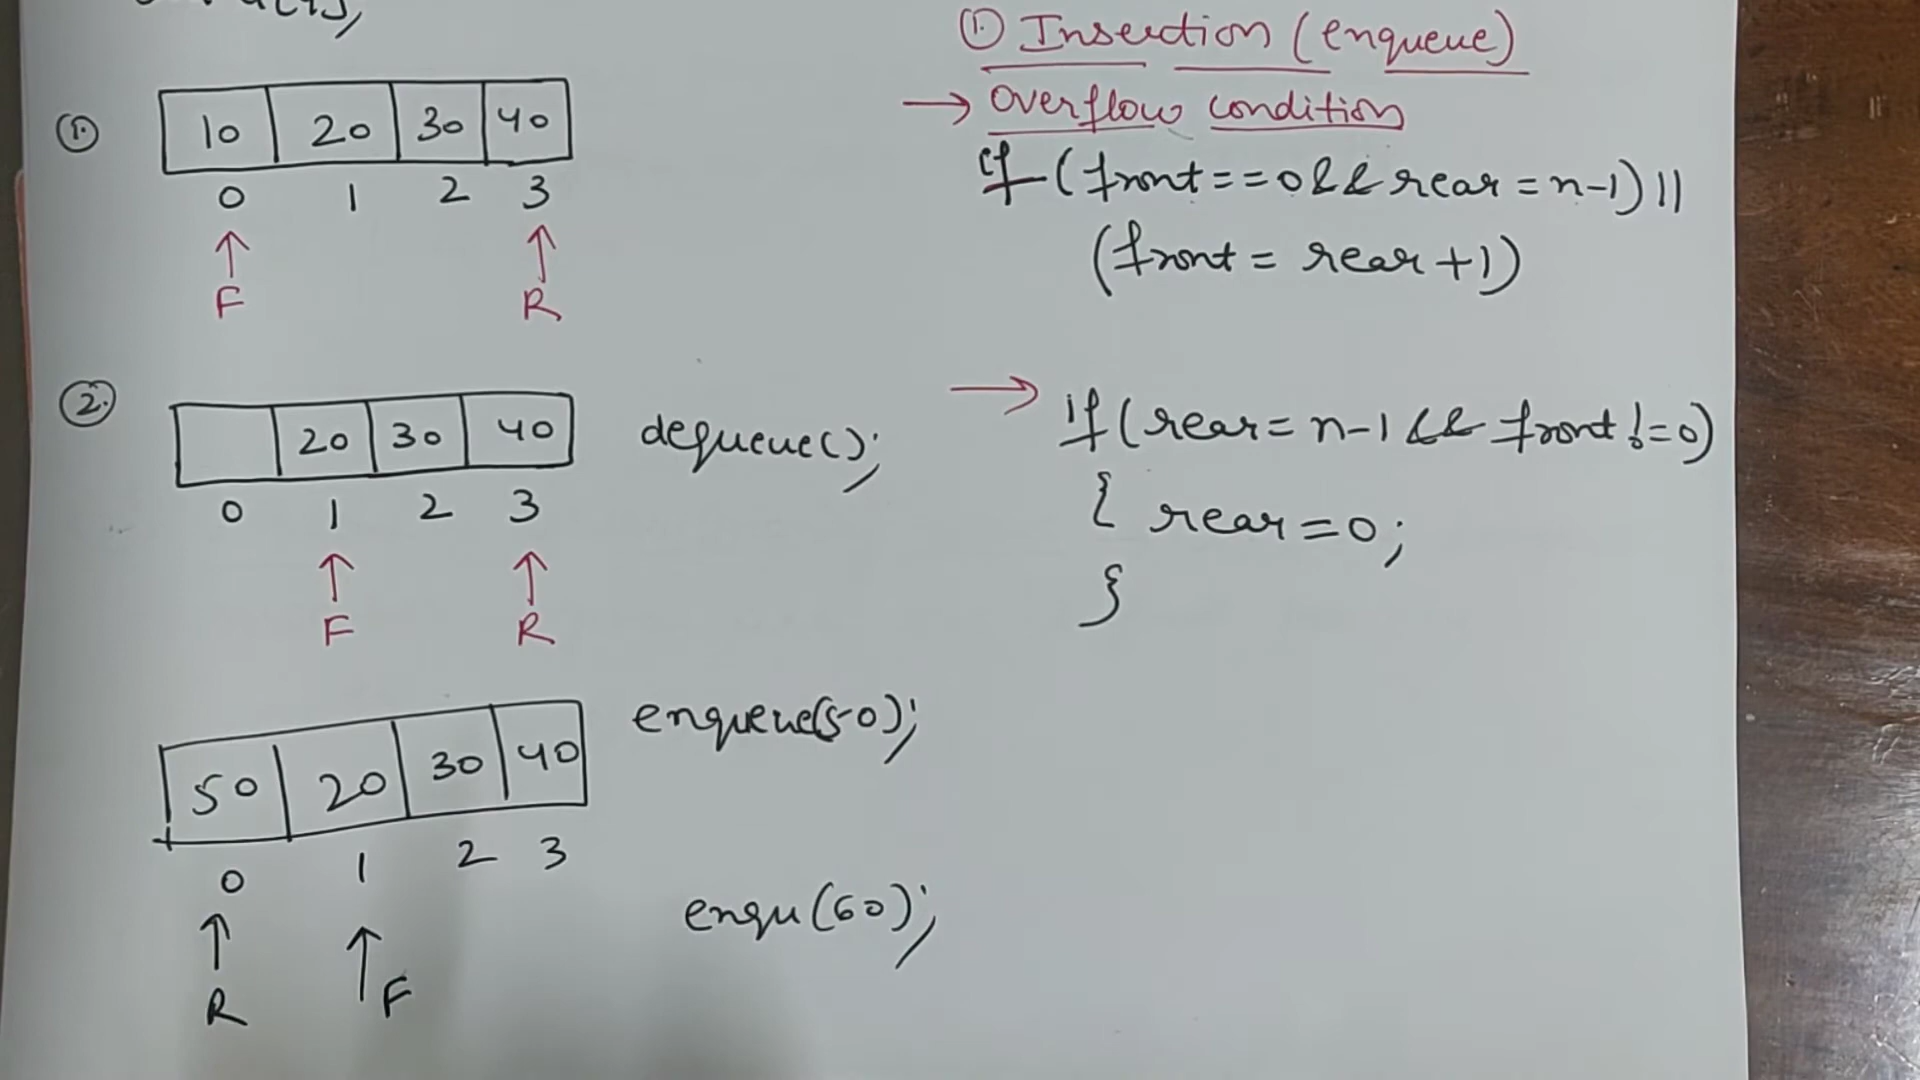 ① 10 20 30 40
0 1 2 3
F R
② 20 30 40 dequeue();
0 1 2 3
F R
50 20 30 40 enqueue(50);
0 1 2 3
R F
enqu(60);
① Insertion (enqueue)
→ Overflow condition
if (front==0&&rear=n-1)||
(front= rear+1)
→ if(rear=n-1 && front!=0)
{ rear=0;
}